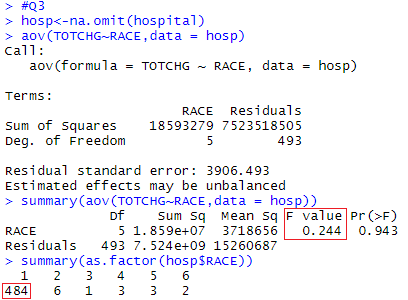 > #Q3
> hosp<-na.omit(hospital)
> aov(TOTCHG~RACE,data = hosp)
Call:
   aov(formula = TOTCHG ~ RACE, data = hosp)

Terms:
                      RACE  Residuals
Sum of Squares    18593279 7523518505
Deg. of Freedom          5        493

Residual standard error: 3906.493
Estimated effects may be unbalanced
> summary(aov(TOTCHG~RACE,data = hosp))
             Df    Sum Sq  Mean Sq F value Pr(>F)
RACE          5 1.859e+07  3718656   0.244  0.943
Residuals   493 7.524e+09 15260687
> summary(as.factor(hosp$RACE))
  1   2   3   4   5   6
484   6   1   3   3   2